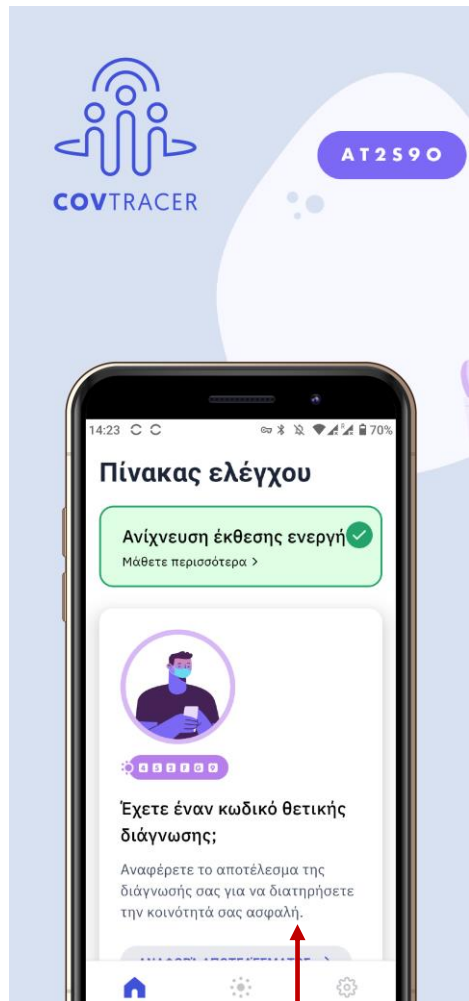 COVTRACER
AT2S9O
14:23
70%
Πίνακας ελέγχου
Ανίχνευση έκθεσης ενεργή
Μάθετε περισσότερα >
Έχετε έναν κωδικό θετικής
διάγνωσης;
Αναφέρετε το αποτέλεσμα της
διάγνωσής σας για να διατηρήσετε
την κοινότητά σας ασφαλή.